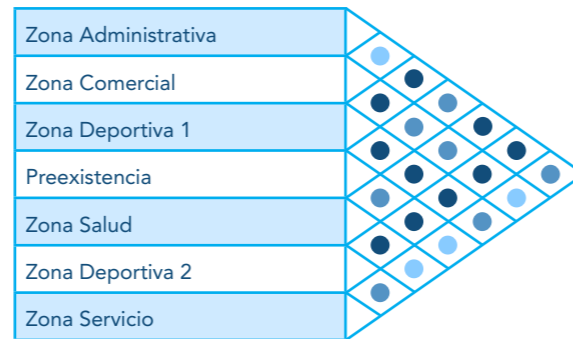 Zona Administrativa
Zona Comercial
Zona Deportiva 1
Preexistencia
Zona Salud
Zona Deportiva 2
Zona Servicio